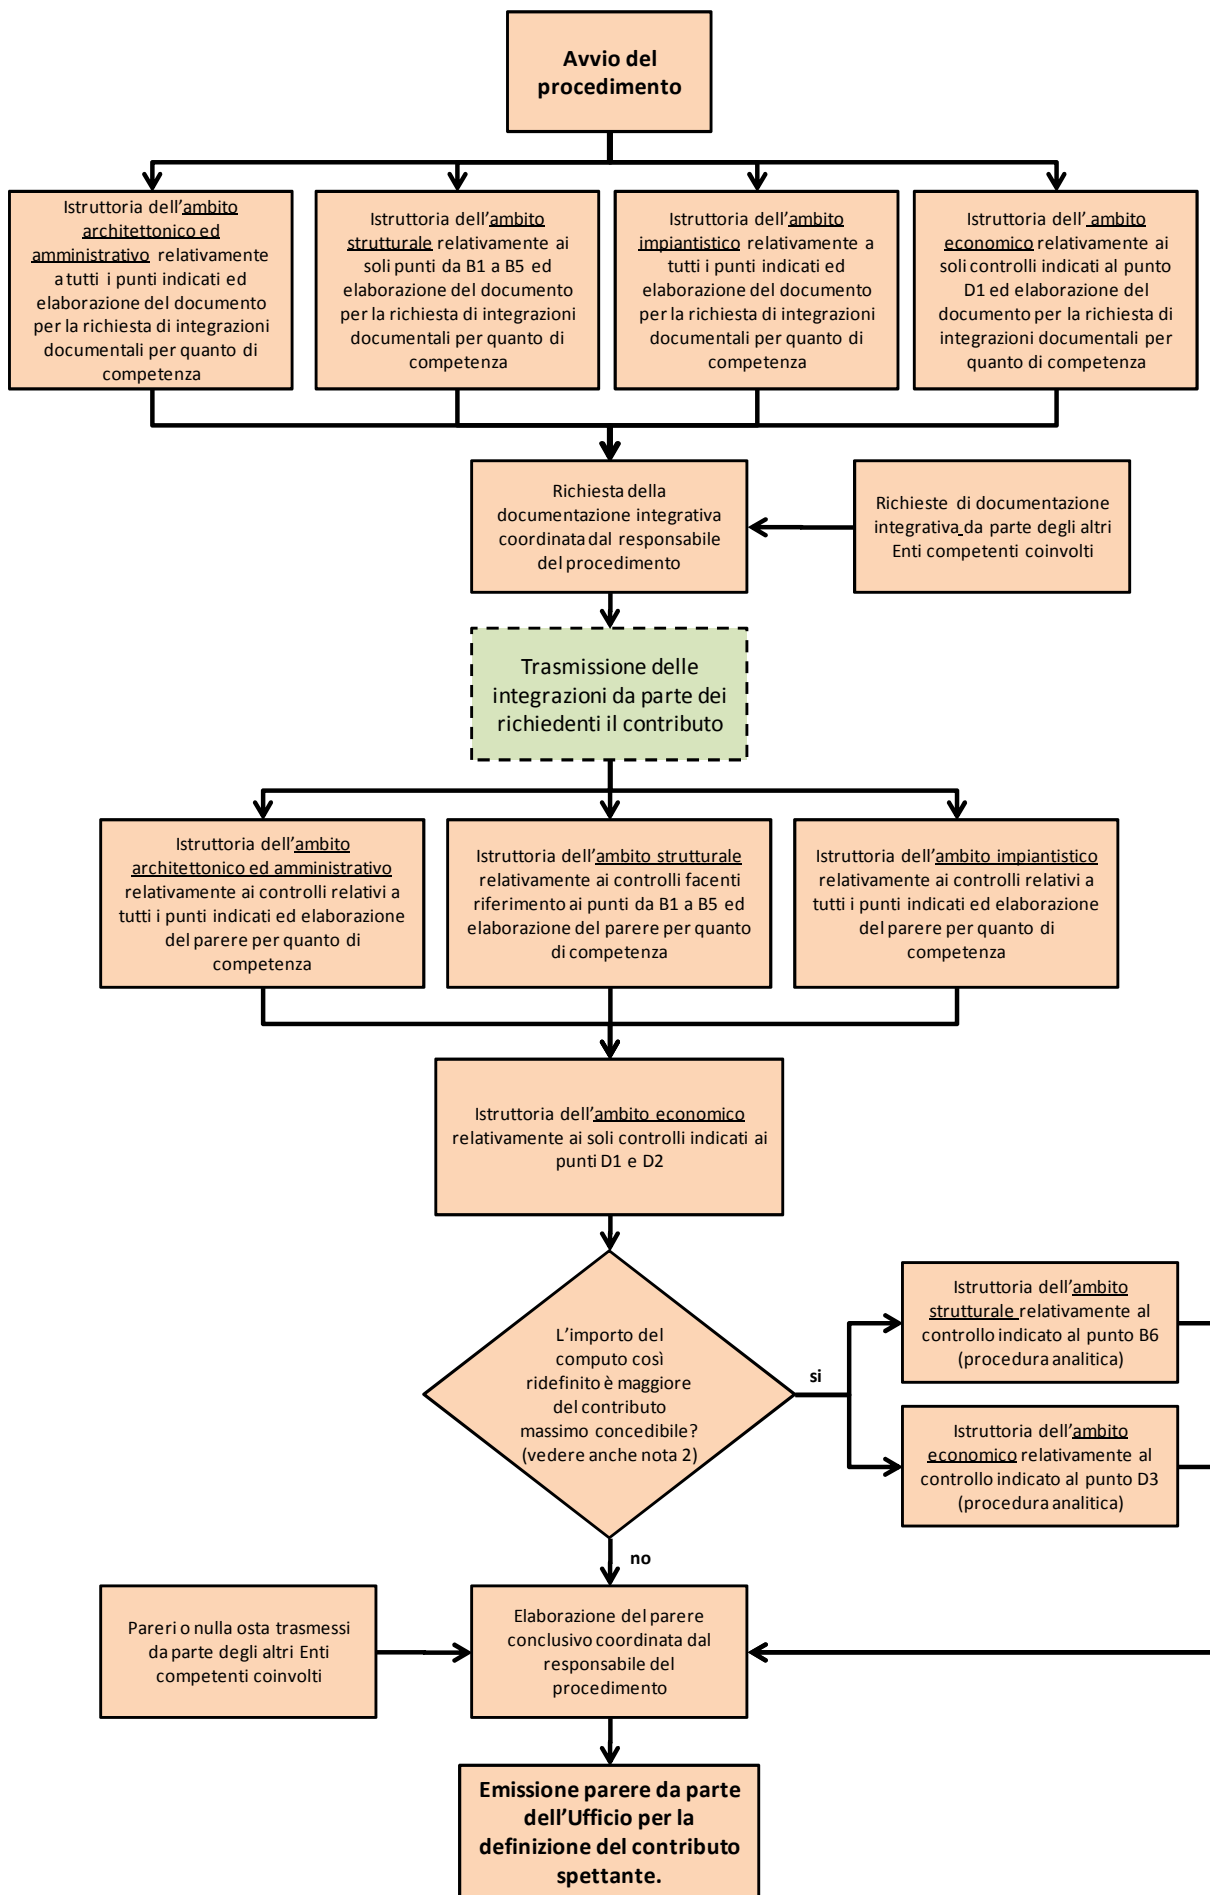 Avvio del
procedimento
Istruttoria dell'ambito
architettonico ed
amministrativo relativamente
a tutti i punti indicati ed
elaborazione del documento
per la richiesta di integrazioni
documentali per quanto di
competenza
Istruttoria dell'ambito
strutturale relativamente ai
soli punti da B1 a B5 ed
elaborazione del documento
per la richiesta di integrazioni
documentali per quanto di
competenza
Istruttoria dell'ambito
impiantistico relativamente a
tutti i punti indicati ed
elaborazione del documento
per la richiesta di integrazioni
documentali per quanto di
competenza
Istruttoria dell' ambito
economico relativamente ai
soli controlli indicati al punto
D1 ed elaborazione del
documento per la richiesta di
integrazioni documentali per
quanto di competenza
Richiesta della
documentazione integrativa
coordinata dal responsabile
del procedimento
Richieste di documentazione
integrativa da parte degli altri
Enti competenti coinvolti
Trasmissione delle
integrazioni da parte dei
richiedenti il contributo
Istruttoria dell'ambito
architettonico ed amministrativo
relativamente ai controlli relativi a
tutti i punti indicati ed elaborazione
del parere per quanto di
competenza
Istruttoria dell'ambito strutturale
relativamente ai controlli facenti
riferimento ai punti da B1 a B5 ed
elaborazione del parere per quanto
di competenza
Istruttoria dell'ambito impiantistico
relativamente ai controlli relativi a
tutti i punti indicati ed elaborazione
del parere per quanto di
competenza
Istruttoria dell'ambito economico
relativamente ai soli controlli indicati ai
punti D1 e D2
L'importo del
computo così
ridefinito è maggiore
del contributo
massimo concedibile?
(vedere anche nota 2)
si
Istruttoria dell'ambito
strutturale relativamente al
controllo indicato al punto B6
(procedura analitica)
Istruttoria dell'ambito
economico relativamente al
controllo indicato al punto D3
(procedura analitica)
no
Pareri o nulla osta trasmessi
da parte degli altri Enti
competenti coinvolti
Elaborazione del parere
conclusivo coordinata dal
responsabile del
procedimento
Emissione parere da parte
dell'Ufficio per la
definizione del contributo
spettante.